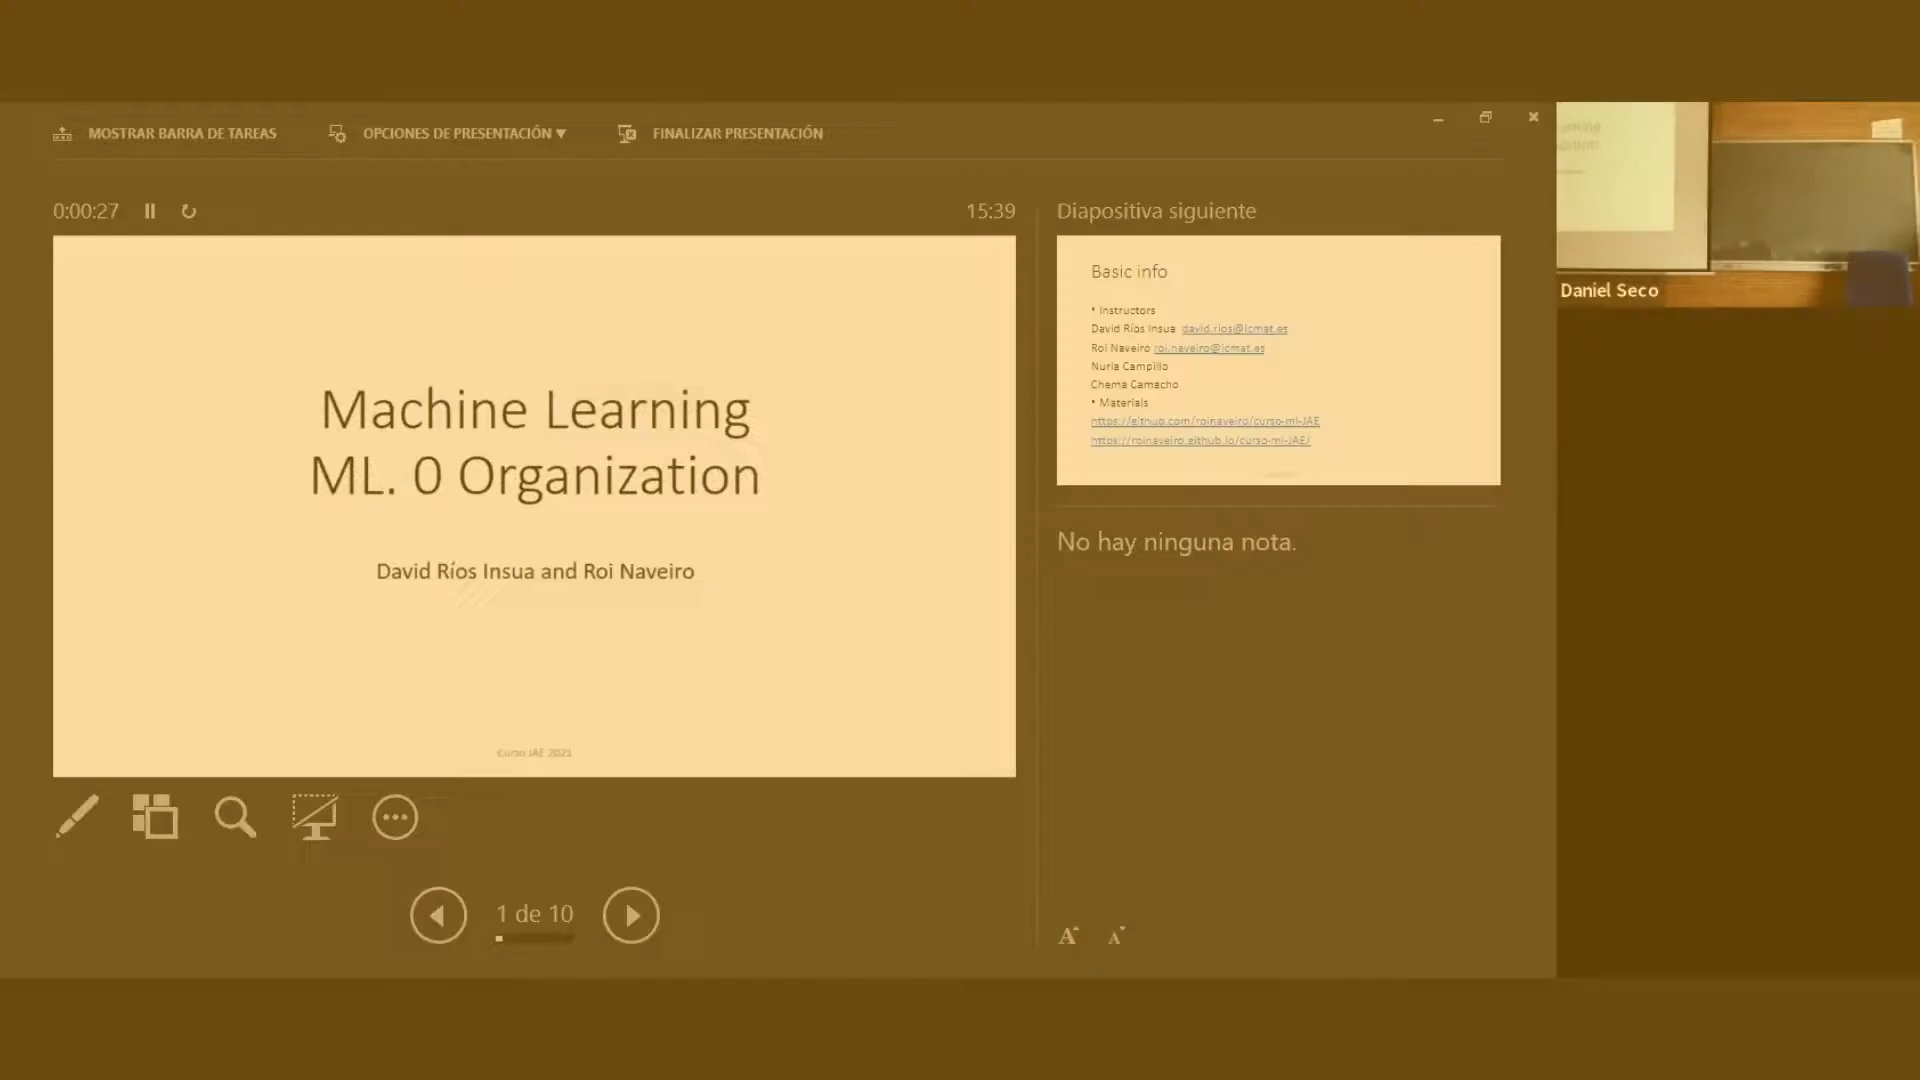 MOSTRAR BARRA DE TAREAS
OPCIONES DE PRESENTACIÓN ▼
FINALIZAR PRESENTACIÓN
0:00:27
15:39
Machine Learning
ML. 0 Organization
David Ríos Insua and Roi Naveiro
Curso JAE 2021
1 de 10
Diapositiva siguiente
Basic info
• Instructors
David Ríos Insua david.rios@icmat.es
Roi Naveiro roi.naveiro@icmat.es
Nuria Campillo
Chema Camacho
• Materials
https://github.com/roinaveiro/curso-ml-JAE
https://roinaveiro.github.io/curso-ml-JAE/
No hay ninguna nota.
A A
Daniel Seco